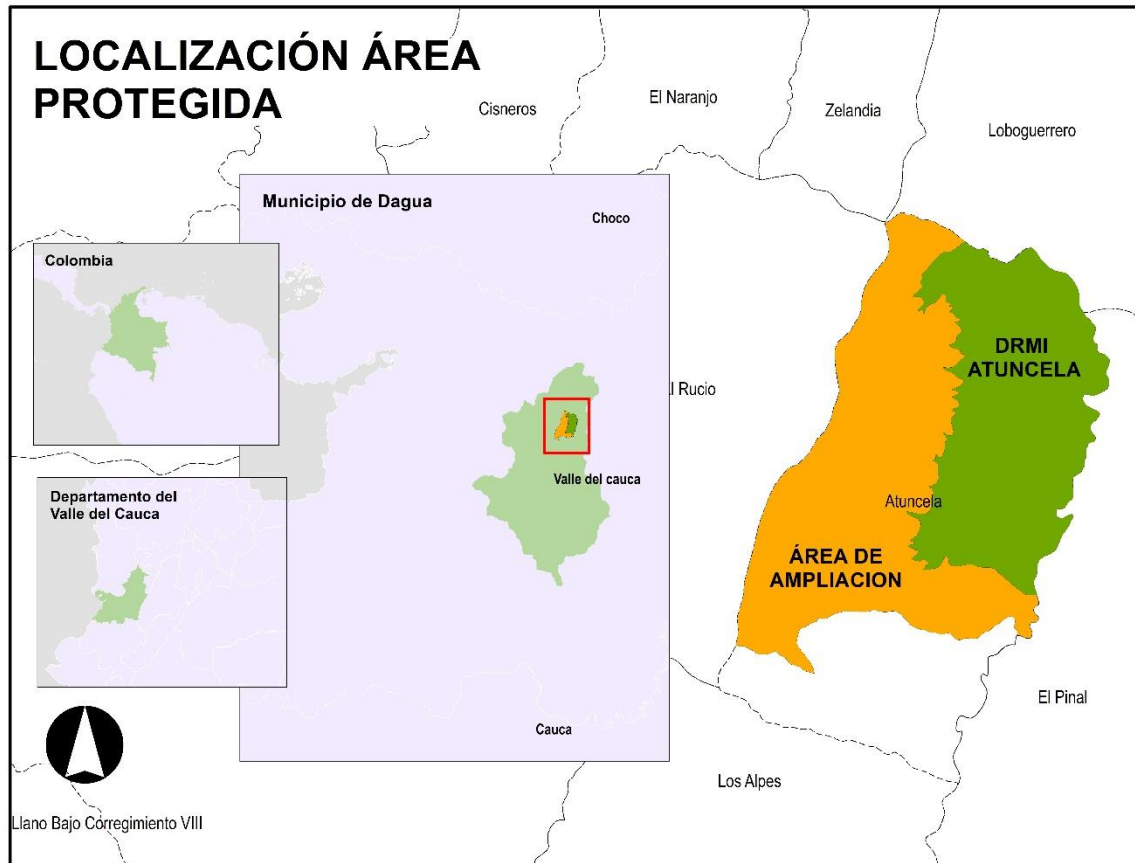 LOCALIZACIÓN ÁREA
PROTEGIDA
Cisneros
El Naranjo
Zelandia
Loboguerrero
Municipio de Dagua
Choco
Colombia
DRMI
ATUNCELA
l Rucio
Valle del cauca
Departamento del
Valle del Cauca
Atuncela
ÁREA DE
AMPLIACION
El Pinal
Cauca
Los Alpes
Llano Bajo Corregimiento VIII